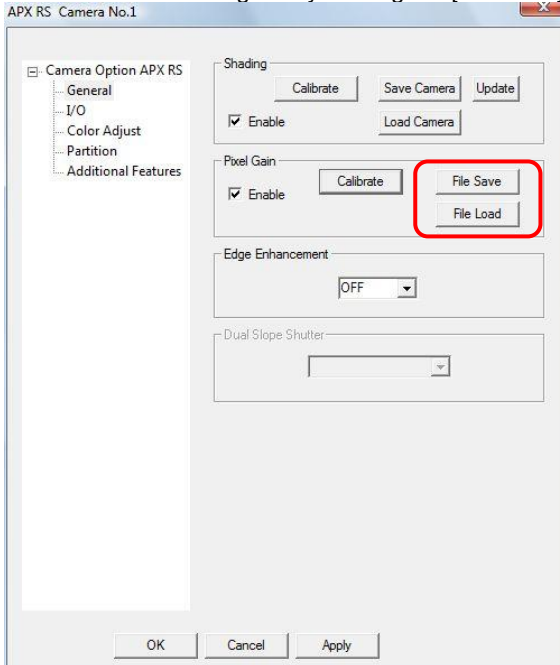 APX RS Camera No.1
Camera Option APX RS
General
I/O
Color Adjust
Partition
Additional Features
Shading
Calibrate Save Camera Update
Enable Load Camera
Pixel Gain
Calibrate File Save
Enable
File Load
Edge Enhancement
OFF
Dual Slope Shutter
OK Cancel Apply